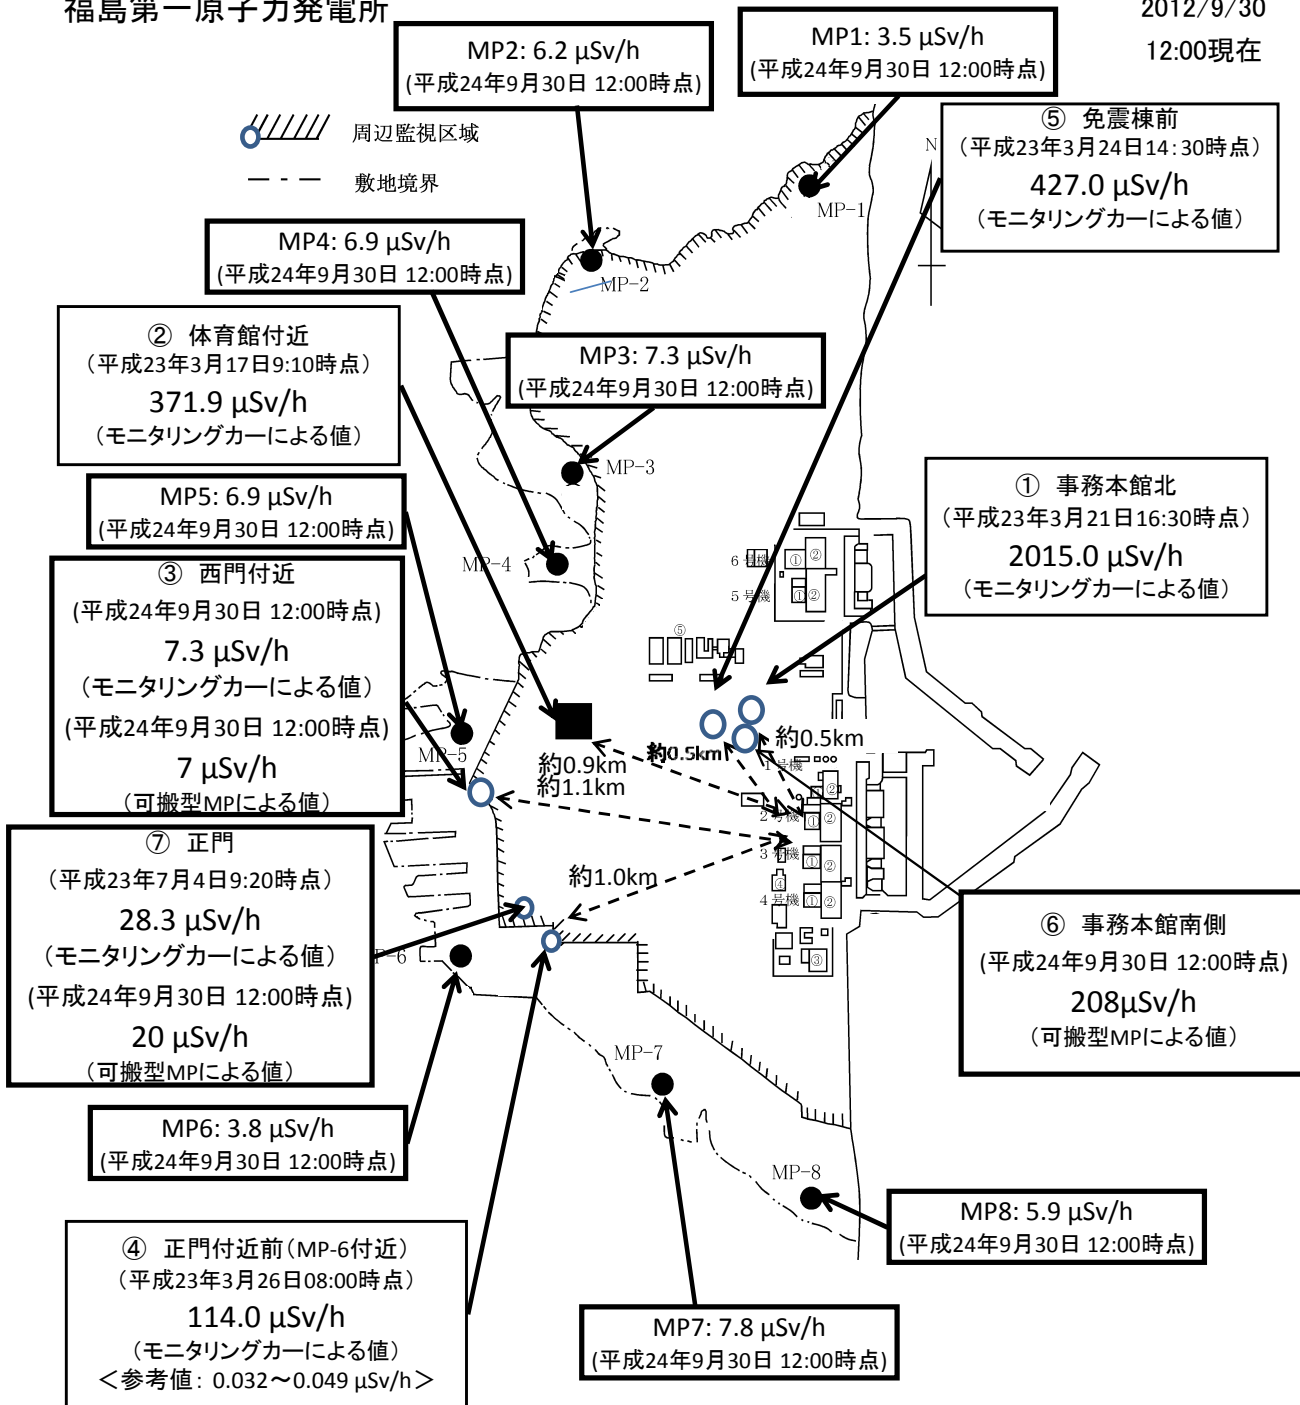 福島第一原子力発電所
2012/9/30
12:00現在
MP2: 6.2 μSv/h
(平成24年9月30日 12:00時点)
MP1: 3.5 μSv/h
(平成24年9月30日 12:00時点)
周辺監視区域
敷地境界
⑤ 免震棟前
(平成23年3月24日14:30時点)
427.0 μSv/h
(モニタリングカーによる値)
N
MP-1
MP4: 6.9 μSv/h
(平成24年9月30日 12:00時点)
MP-2
② 体育館付近
(平成23年3月17日9:10時点)
371.9 μSv/h
(モニタリングカーによる値)
MP3: 7.3 μSv/h
(平成24年9月30日 12:00時点)
MP-3
MP5: 6.9 μSv/h
(平成24年9月30日 12:00時点)
① 事務本館北
(平成23年3月21日16:30時点)
2015.0 μSv/h
(モニタリングカーによる値)
MP-4
6号機
① ②
5号機
① ②
③ 西門付近
(平成24年9月30日 12:00時点)
7.3 μSv/h
(モニタリングカーによる値)
(平成24年9月30日 12:00時点)
7 μSv/h
(可搬型MPによる値)
⑤
MP-5
約0.9km
約1.1km
約0.5km
約0.5km
1号機
②
2号機
① ②
3号機
① ②
④
4号機
① ②
③
約1.0km
⑦ 正門
(平成23年7月4日9:20時点)
28.3 μSv/h
(モニタリングカーによる値)
(平成24年9月30日 12:00時点)
20 μSv/h
(可搬型MPによる値)
P-6
⑥ 事務本館南側
(平成24年9月30日 12:00時点)
208μSv/h
(可搬型MPによる値)
MP-7
MP6: 3.8 μSv/h
(平成24年9月30日 12:00時点)
MP-8
MP8: 5.9 μSv/h
(平成24年9月30日 12:00時点)
④ 正門付近前(MP-6付近)
(平成23年3月26日08:00時点)
114.0 μSv/h
(モニタリングカーによる値)
＜参考値: 0.032～0.049 μSv/h＞
MP7: 7.8 μSv/h
(平成24年9月30日 12:00時点)